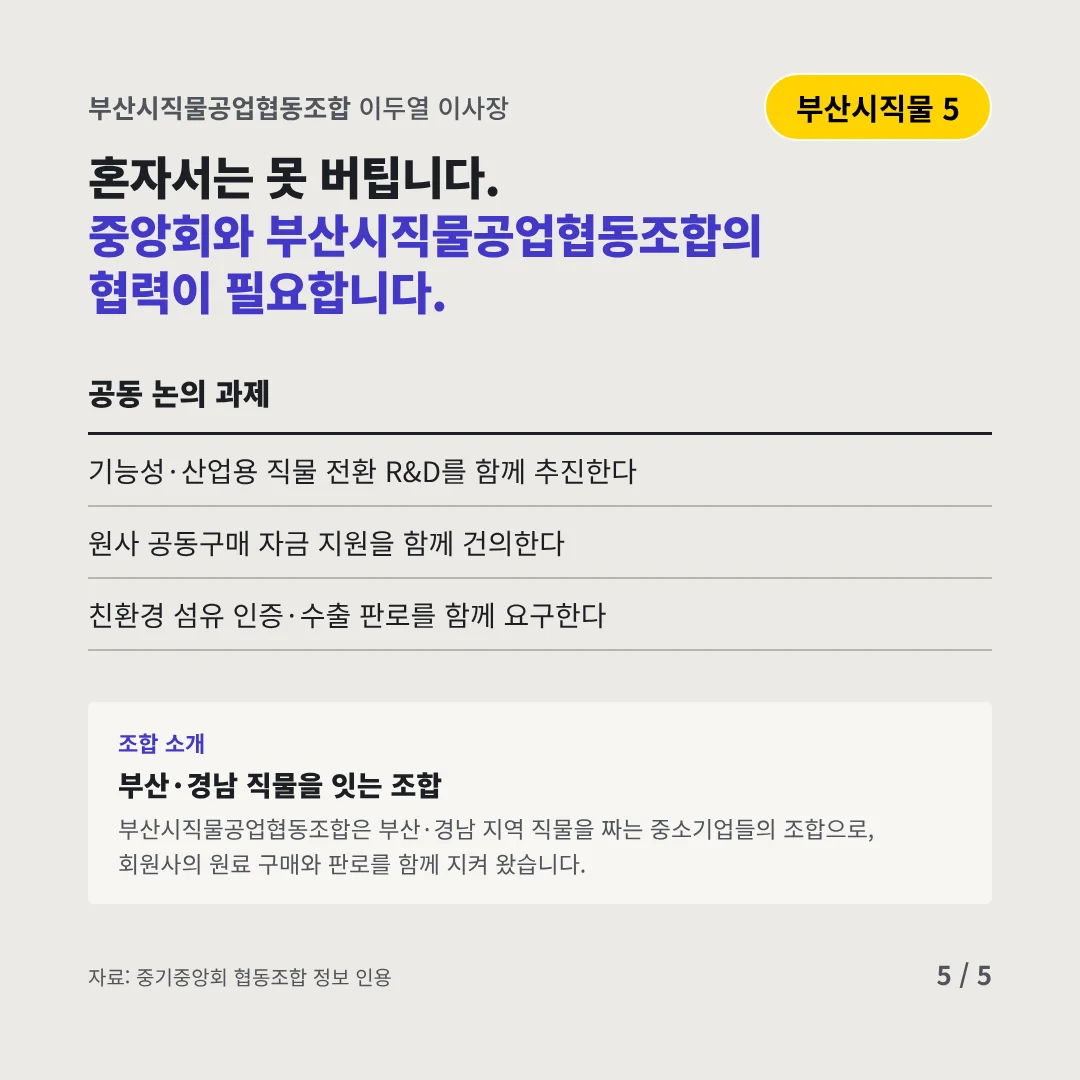 부산시직물공업협동조합 이두열 이사장
부산시직물 5
혼자서는 못 버팁니다.
중앙회와 부산시직물공업협동조합의
협력이 필요합니다.
공동 논의 과제
기능성·산업용 직물 전환 R&D를 함께 추진한다
원사 공동구매 자금 지원을 함께 건의한다
친환경 섬유 인증·수출 판로를 함께 요구한다
조합 소개
부산·경남 직물을 잇는 조합
부산시직물공업협동조합은 부산·경남 지역 직물을 짜는 중소기업들의 조합으로,
회원사의 원료 구매와 판로를 함께 지켜 왔습니다.
자료: 중기중앙회 협동조합 정보 인용
5 / 5